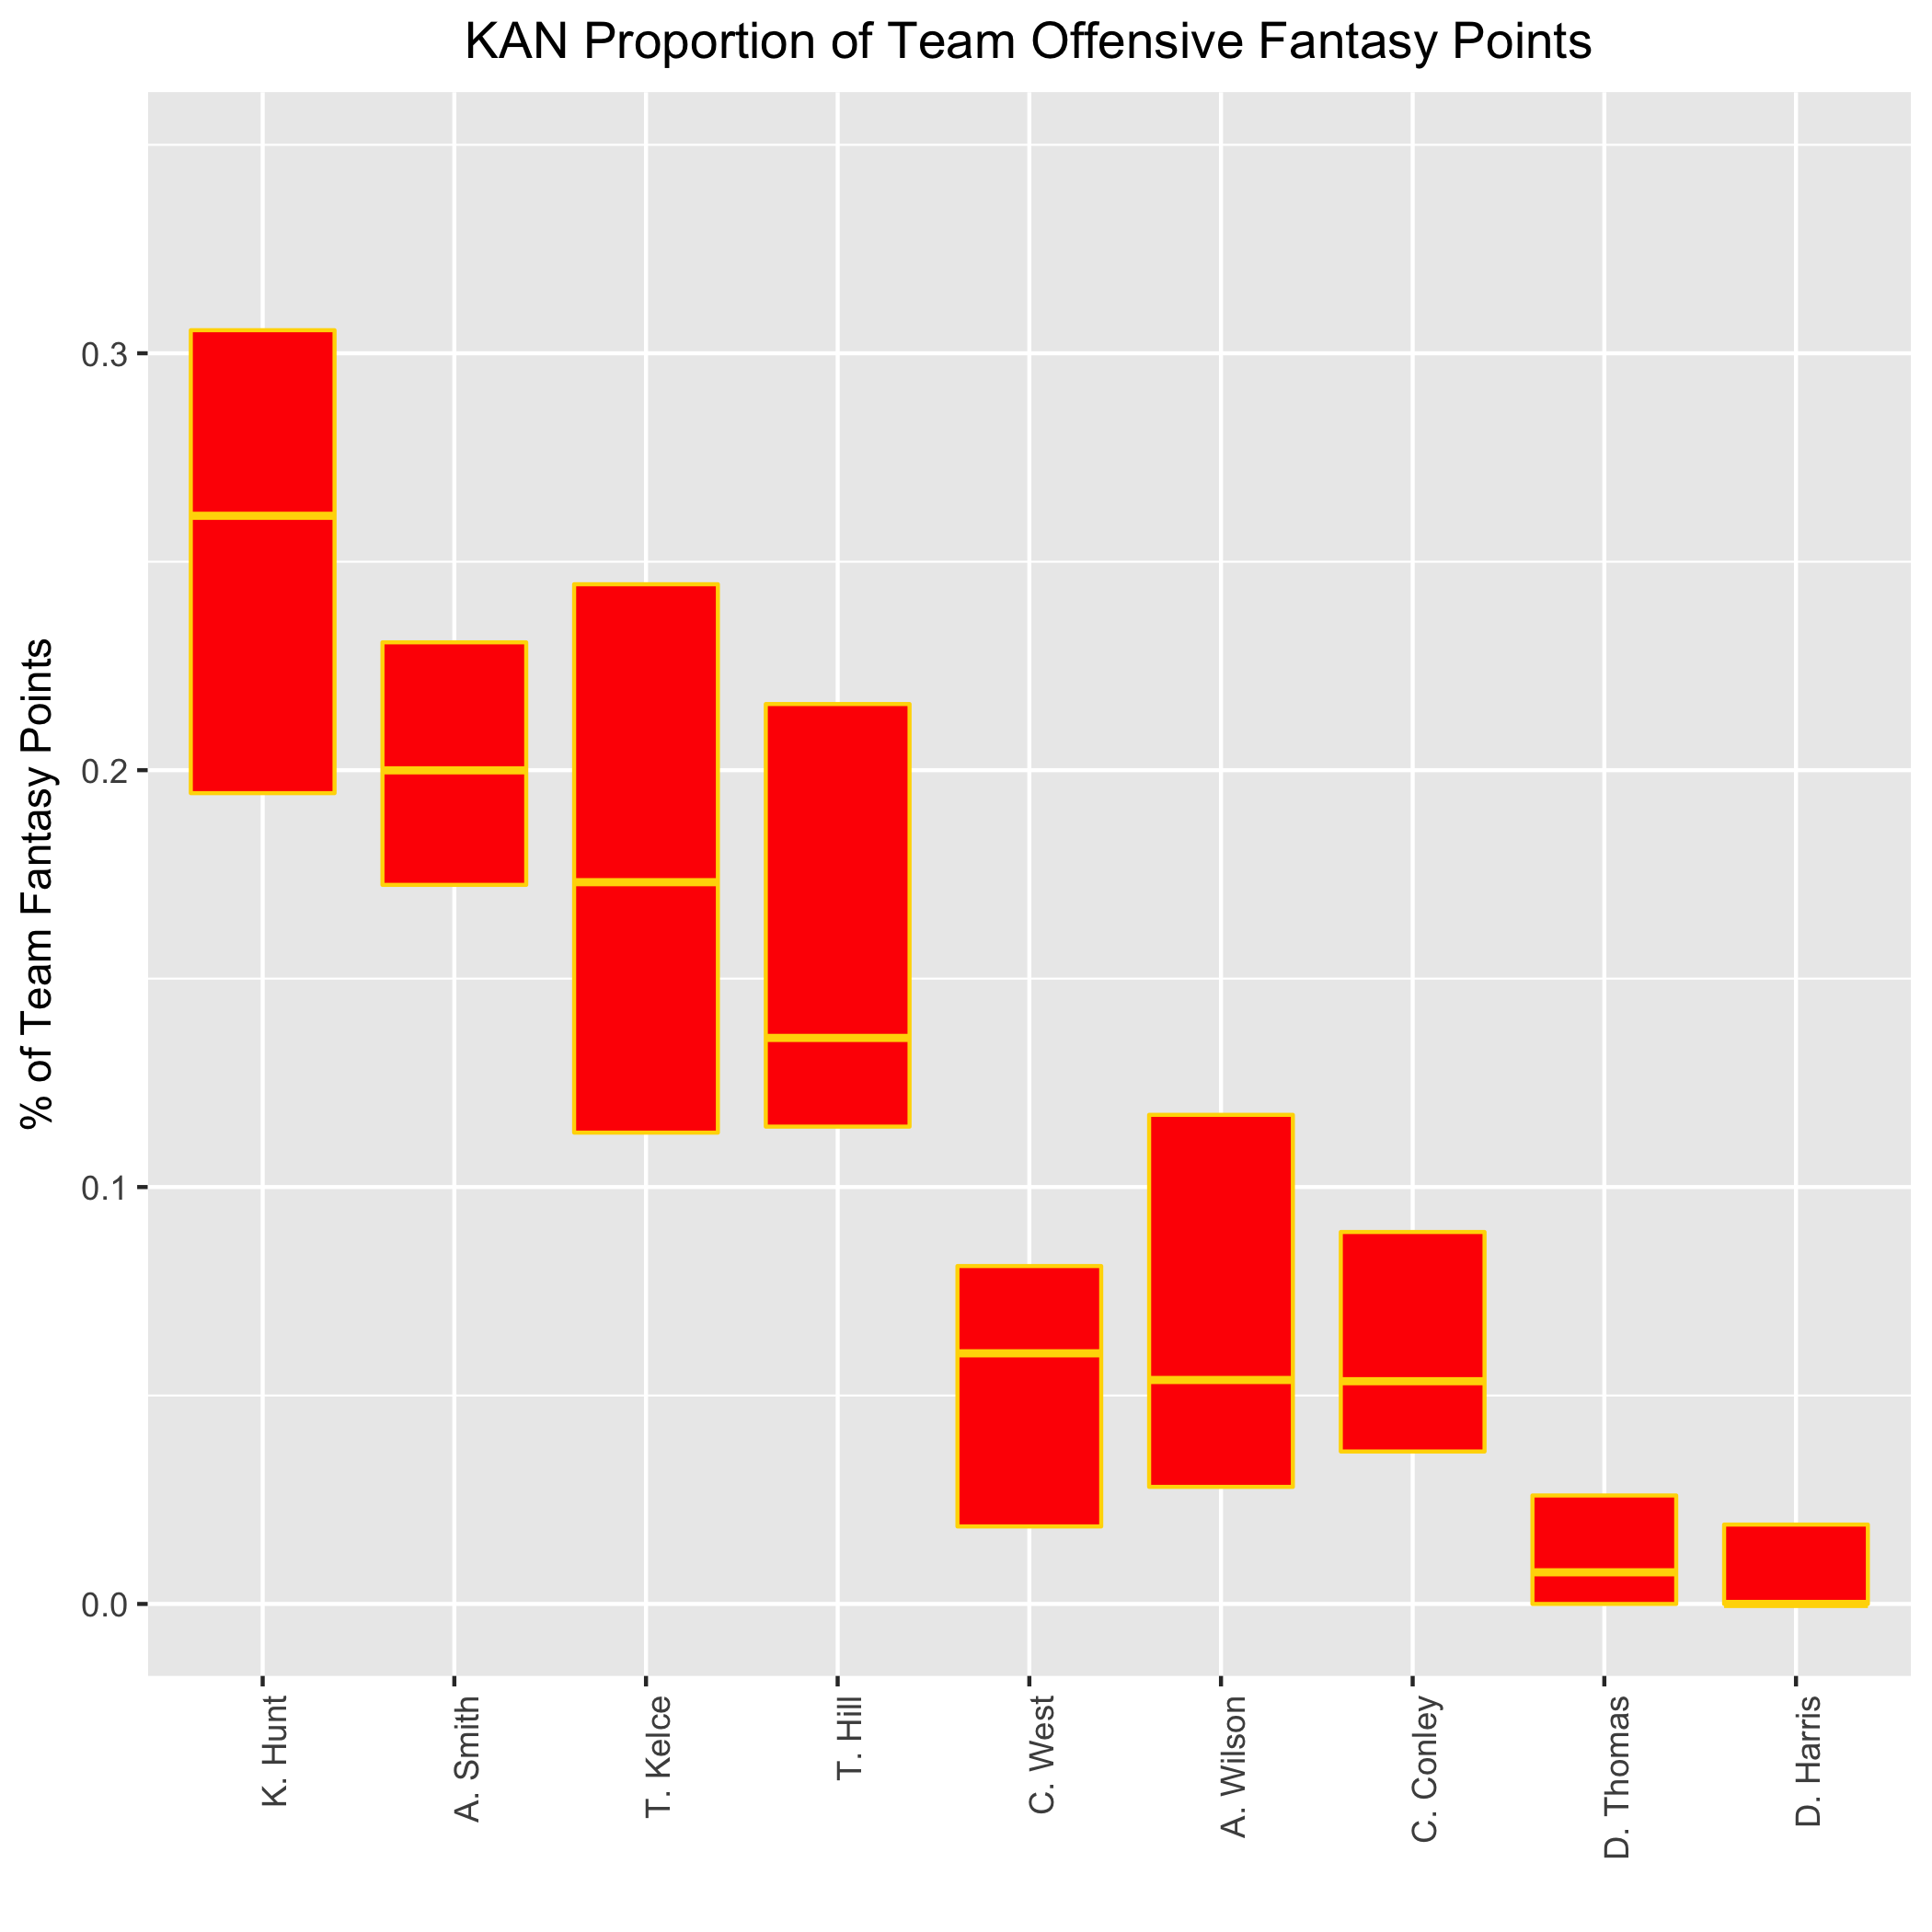 KAN Proportion of Team Offensive Fantasy Points
% of Team Fantasy Points
0.3
0.2
0.1
0.0
K. Hunt
A. Smith
T. Kelce
T. Hill
C. West
A. Wilson
C. Conley
D. Thomas
D. Harris